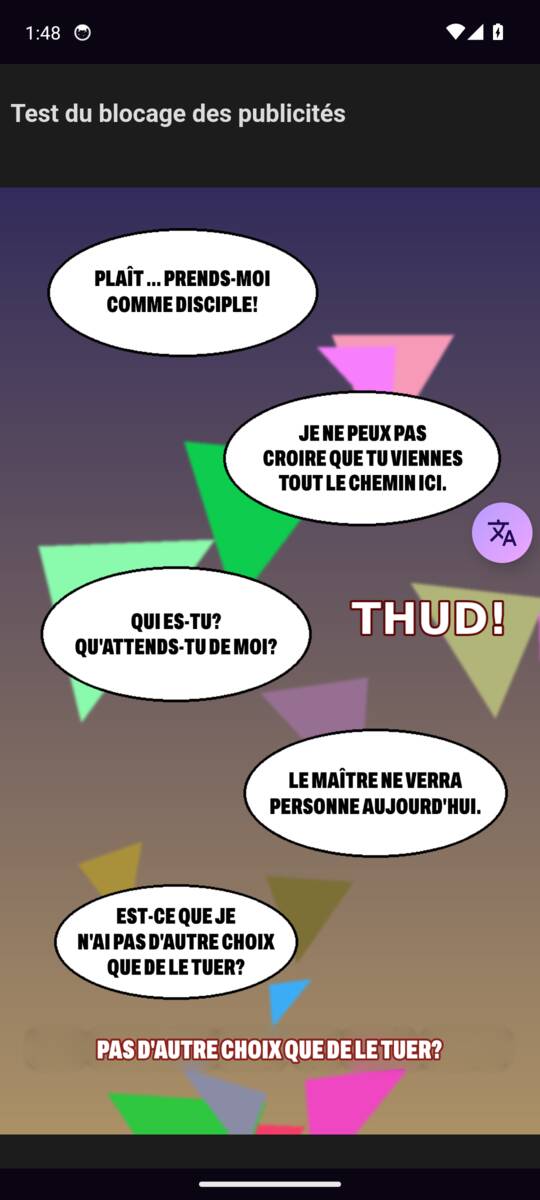 1:48
Test du blocage des publicités
PLAÎT ... PRENDS-MOI
COMME DISCIPLE!
JE NE PEUX PAS
CROIRE QUE TU VIENNES
TOUT LE CHEMIN ICI.
QUI ES-TU?
QU'ATTENDS-TU DE MOI?
THUD!
LE MAÎTRE NE VERRA
PERSONNE AUJOURD'HUI.
EST-CE QUE JE
N'AI PAS D'AUTRE CHOIX
QUE DE LE TUER?
PAS D'AUTRE CHOIX QUE DE LE TUER?